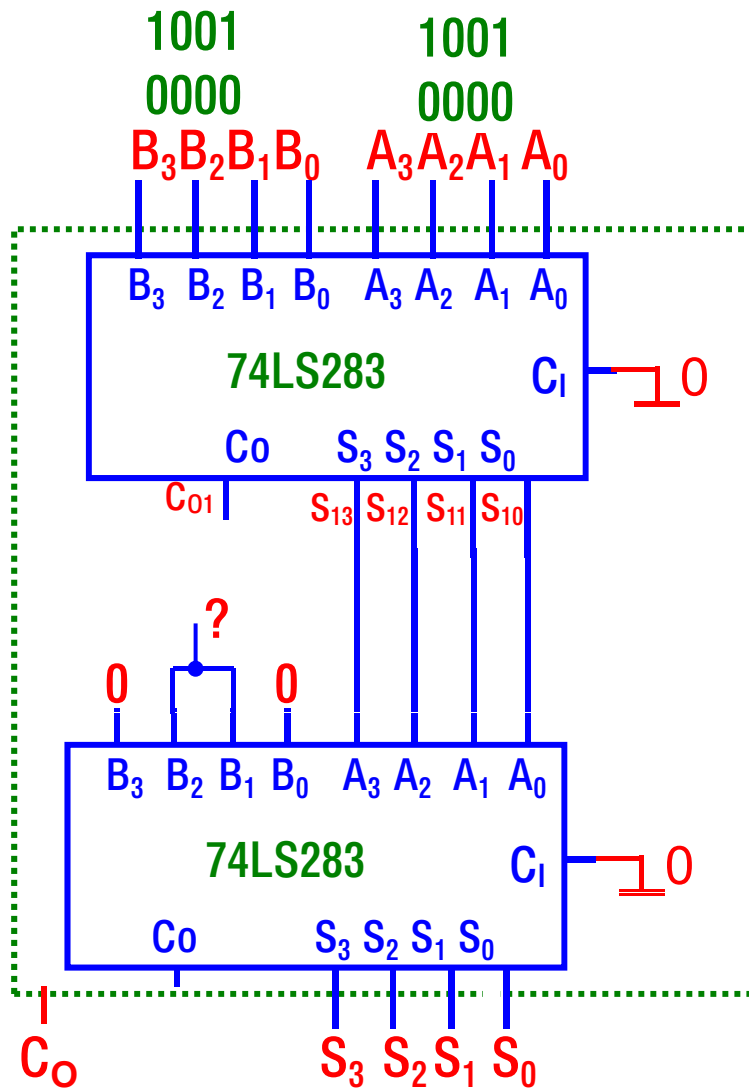 1001 1001
0000 0000
B₃B₂B₁B₀ A₃A₂A₁A₀
B₃ B₂ B₁ B₀ A₃ A₂ A₁ A₀
74LS283 Cᵢ 0
Co S₃ S₂ S₁ S₀
C₀₁ S₁₃ S₁₂ S₁₁ S₁₀
?
0 0
B₃ B₂ B₁ B₀ A₃ A₂ A₁ A₀
74LS283 Cᵢ 0
Co S₃ S₂ S₁ S₀
Cₒ S₃ S₂ S₁ S₀